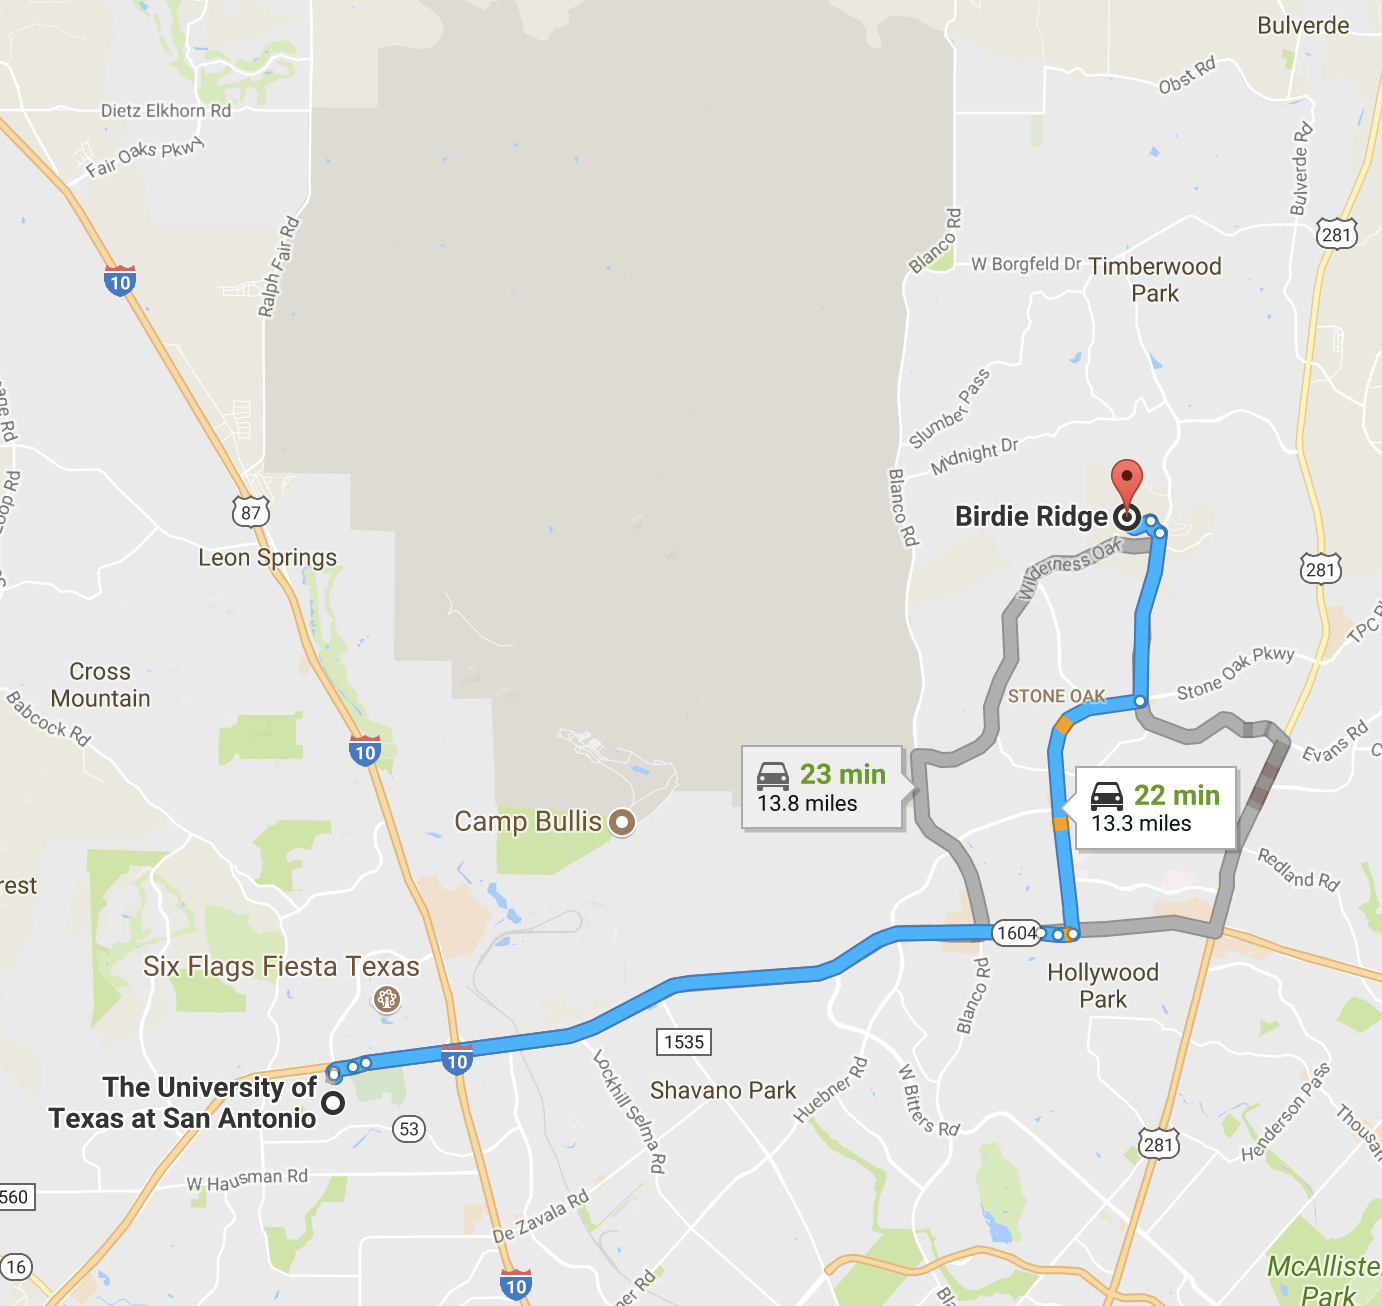 Bulverde
Obst Rd
Dietz Elkhorn Rd
Fair Oaks Pkwy
Bulverde Rd
281
Blanco Rd
Ralph Fair Rd
W Borgfeld Dr
Timberwood
Park
10
Slumber Pass
Midnight Dr
Blanco Rd
Loop Rd
87
Birdie Ridge
Leon Springs
Wilderness Oak
281
Cross
Mountain
Babcock Rd
STONE OAK
Stone Oak Pkwy
Evans Rd
10
23 min
13.8 miles
22 min
13.3 miles
Camp Bullis
Redland Rd
1604
Six Flags Fiesta Texas
Hollywood
Park
Blanco Rd
1535
10
The University of
Texas at San Antonio
Shavano Park
Lockhill Selma Rd
Huebner Rd
W Bitters Rd
53
281
Henderson Pass
W Hausman Rd
560
De Zavala Rd
16
10
McAlliste
Park